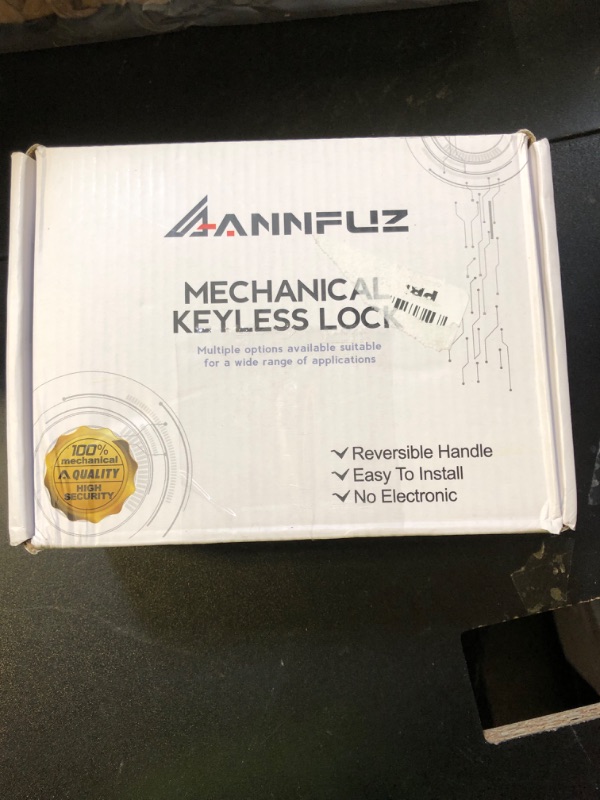 ANNFUZ
MECHANICAL
KEYLESS LOCK
Multiple options available suitable
for a wide range of applications
100%
mechanical
A QUALITY
HIGH
SECURITY
Reversible Handle
Easy To Install
No Electronic